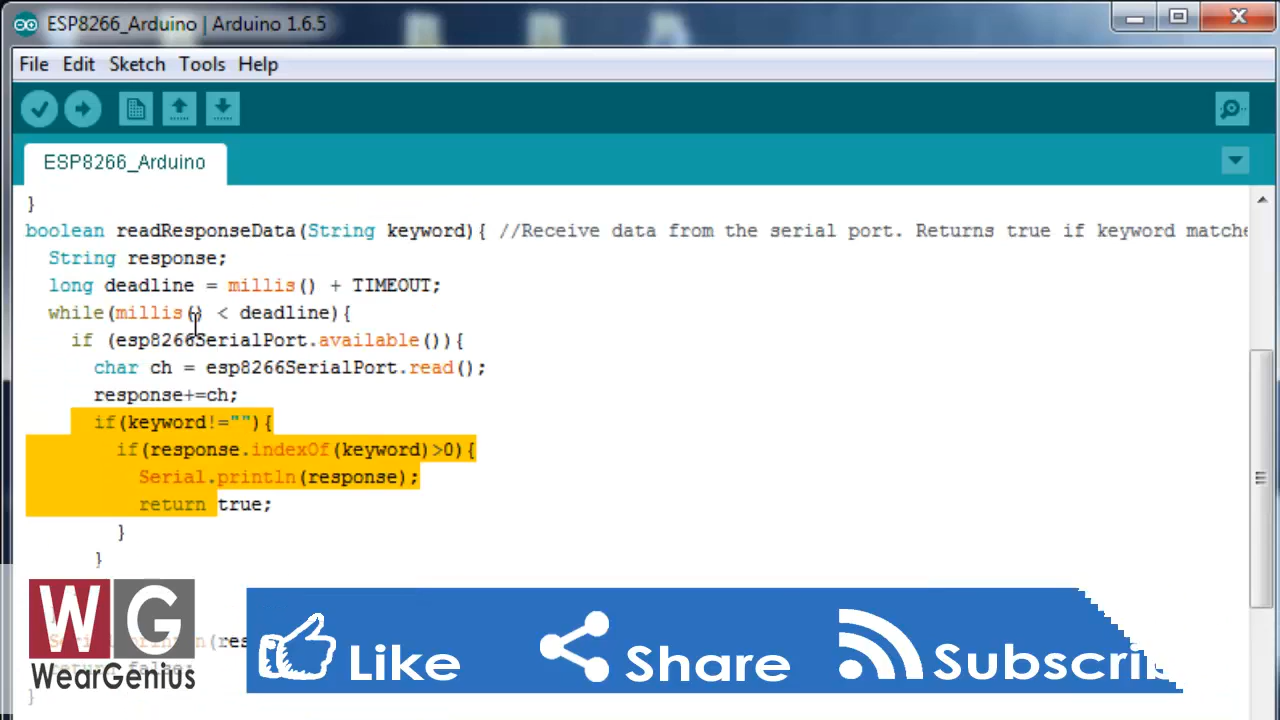 ESP8266_Arduino | Arduino 1.6.5
File Edit Sketch Tools Help
ESP8266_Arduino
}
boolean readResponseData(String keyword){ //Receive data from the serial port. Returns true if keyword matche
String response;
long deadline = millis() + TIMEOUT;
while(millis() < deadline){
if (esp8266SerialPort.available()){
char ch = esp8266SerialPort.read();
response+=ch;
if(keyword!=""){
if(response.indexOf(keyword)>0){
Serial.println(response);
return true;
}
}
WG
WearGenius
Like
Share
Subscri
}